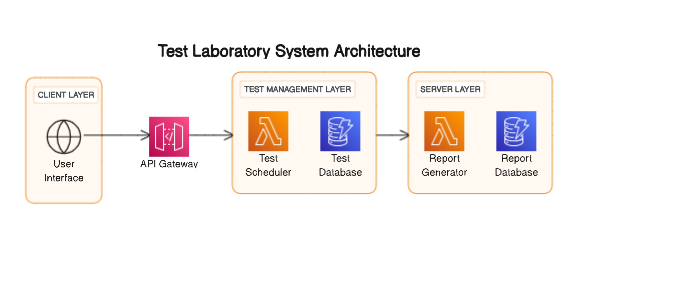 Test Laboratory System Architecture
CLIENT LAYER
User
Interface
API Gateway
TEST MANAGEMENT LAYER
Test
Scheduler
Test
Database
SERVER LAYER
Report
Generator
Report
Database